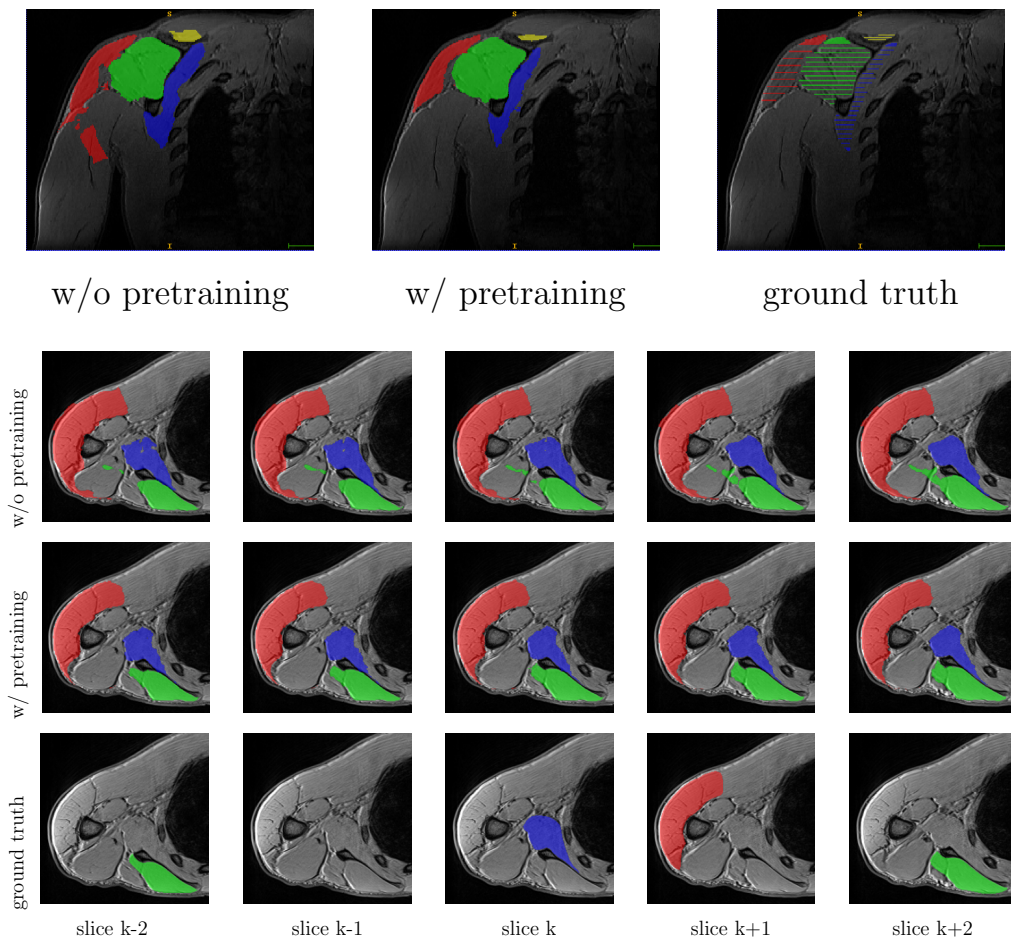 S
S
S
I
I
I
w/o pretraining
w/ pretraining
ground truth
w/o pretraining
w/ pretraining
ground truth
slice k-2
slice k-1
slice k
slice k+1
slice k+2